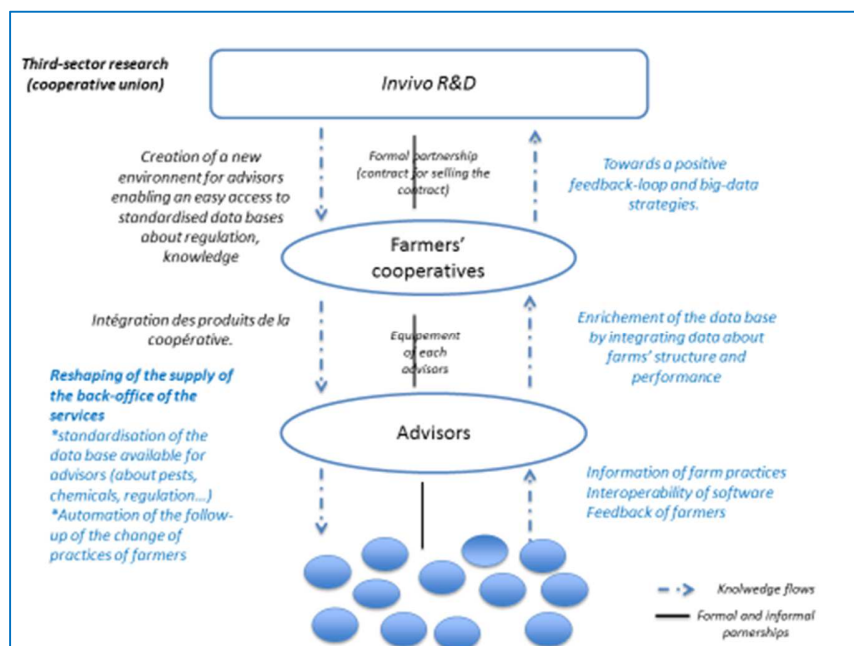 Third-sector research
(cooperative union)
Invivo R&D
Creation of a new
environnent for advisors
enabling an easy access to
standardised data bases
about regulation,
knowledge
Formal partnership
(contract for selling the
contract)
Towards a positive
feedback-loop and big-data
strategies.
Farmers'
cooperatives
Intégration des produits de la
coopérative.
Equipement
of each
advisors
Enrichement of the data base
by integrating data about
farms' structure and
performance
Reshaping of the supply of
the back-office of the
services
*standardisation of the
data base available for
advisors (about pests,
chemicals, regulation...)
*Automation of the follow-
up of the change of
practices of farmers
Advisors
Information of farm practices
Interoperability of software
Feedback of farmers
Knolwedge flows
Formal and informal
parnerships